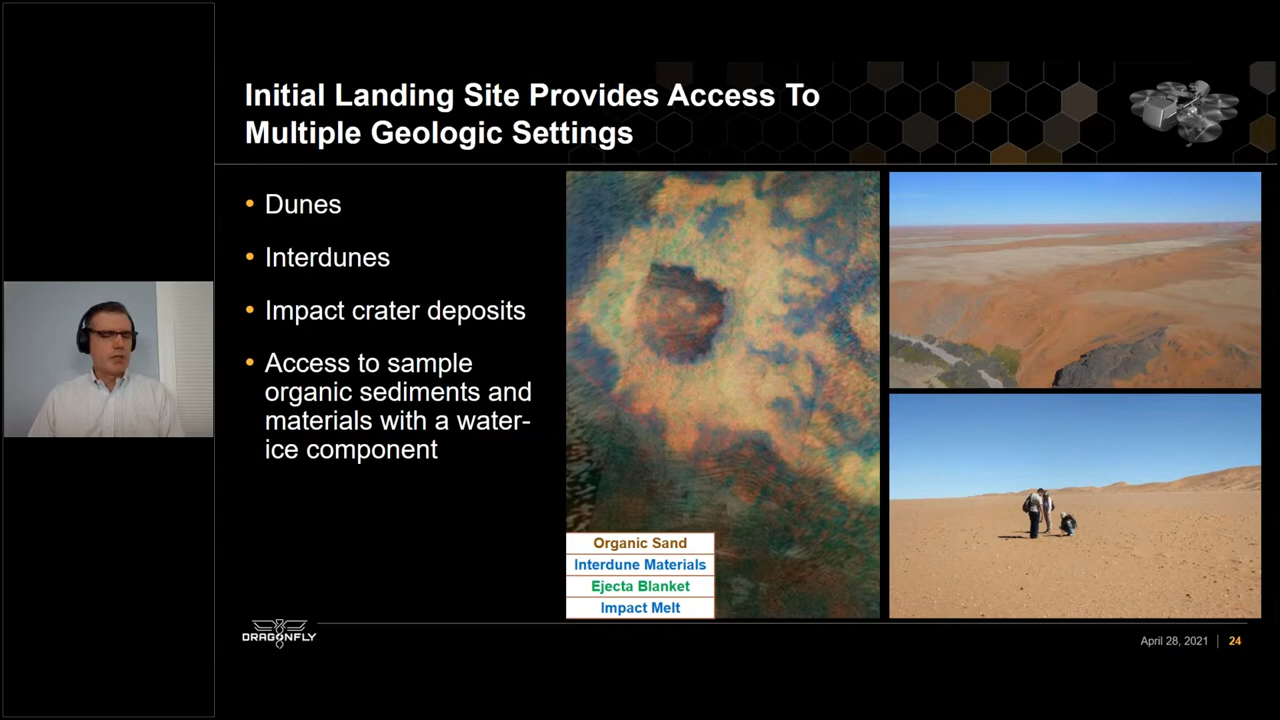 Initial Landing Site Provides Access To
Multiple Geologic Settings
• Dunes
• Interdunes
• Impact crater deposits
• Access to sample
organic sediments and
materials with a water-
ice component
Organic Sand
Interdune Materials
Ejecta Blanket
Impact Melt
DRAGONFLY
April 28, 2021 | 24